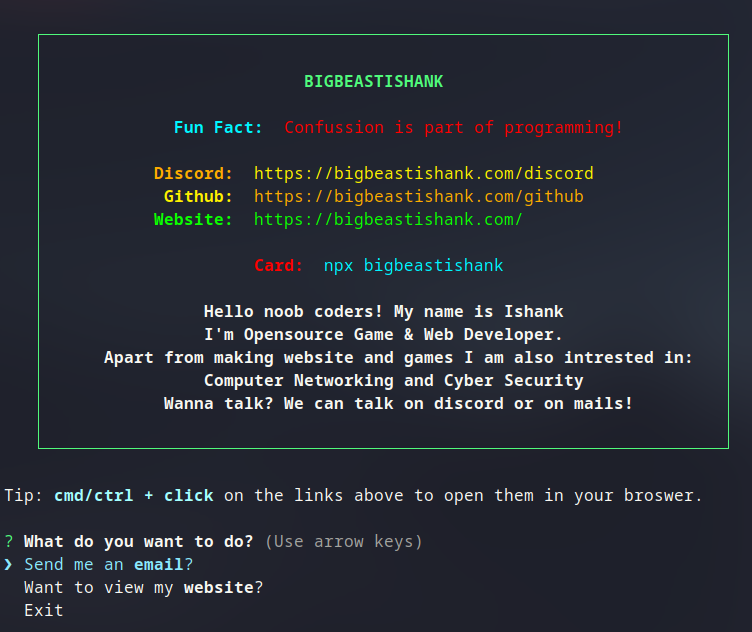 BIGBEASTISHANK
Fun Fact: Confussion is part of programming!
Discord: https://bigbeastishank.com/discord
Github: https://bigbeastishank.com/github
Website: https://bigbeastishank.com/
Card: npx bigbeastishank
Hello noob coders! My name is Ishank
I'm Opensource Game & Web Developer.
Apart from making website and games I am also intrested in:
Computer Networking and Cyber Security
Wanna talk? We can talk on discord or on mails!
Tip: cmd/ctrl + click on the links above to open them in your broswer.
? What do you want to do? (Use arrow keys)
❯ Send me an email?
Want to view my website?
Exit